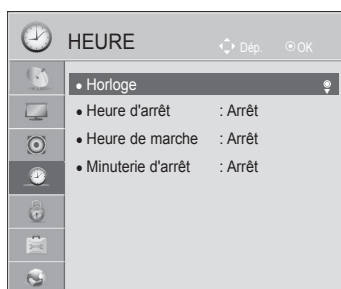 HEURE Dép. OK
• Horloge
• Heure d'arrêt : Arrêt
• Heure de marche : Arrêt
• Minuterie d'arrêt : Arrêt